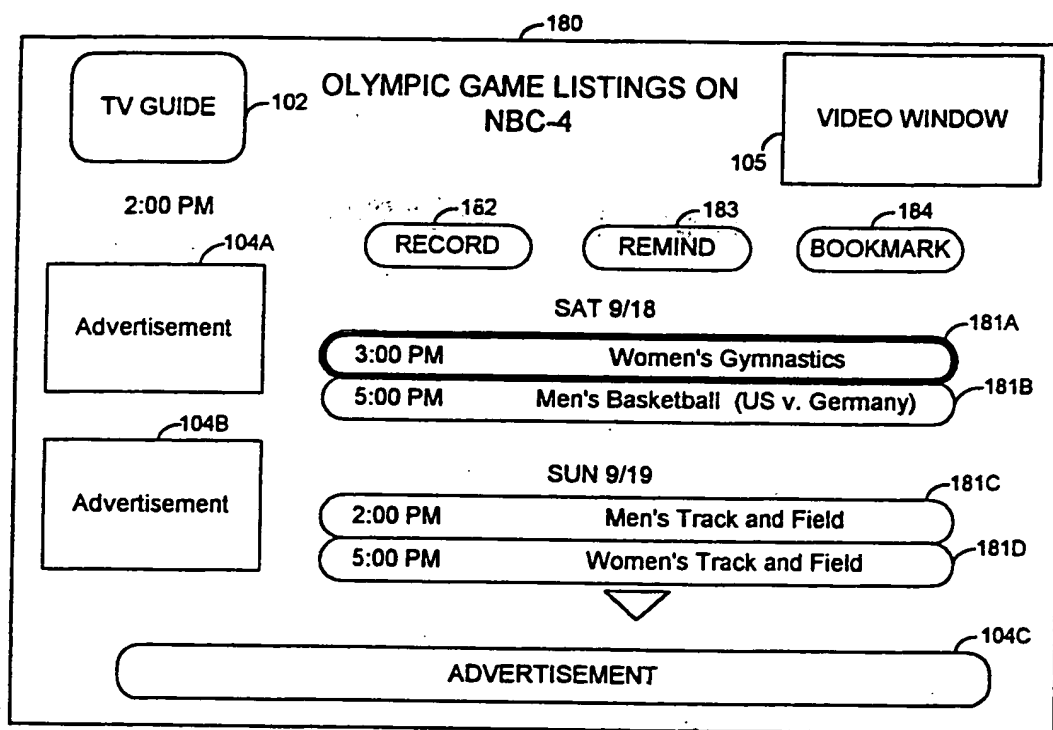 180
TV GUIDE
102
OLYMPIC GAME LISTINGS ON
NBC-4
VIDEO WINDOW
105
2:00 PM
182
183
184
RECORD
REMIND
BOOKMARK
104A
Advertisement
SAT 9/18
181A
3:00 PM Women's Gymnastics
5:00 PM Men's Basketball (US v. Germany)
181B
104B
Advertisement
SUN 9/19
181C
2:00 PM Men's Track and Field
5:00 PM Women's Track and Field
181D
104C
ADVERTISEMENT